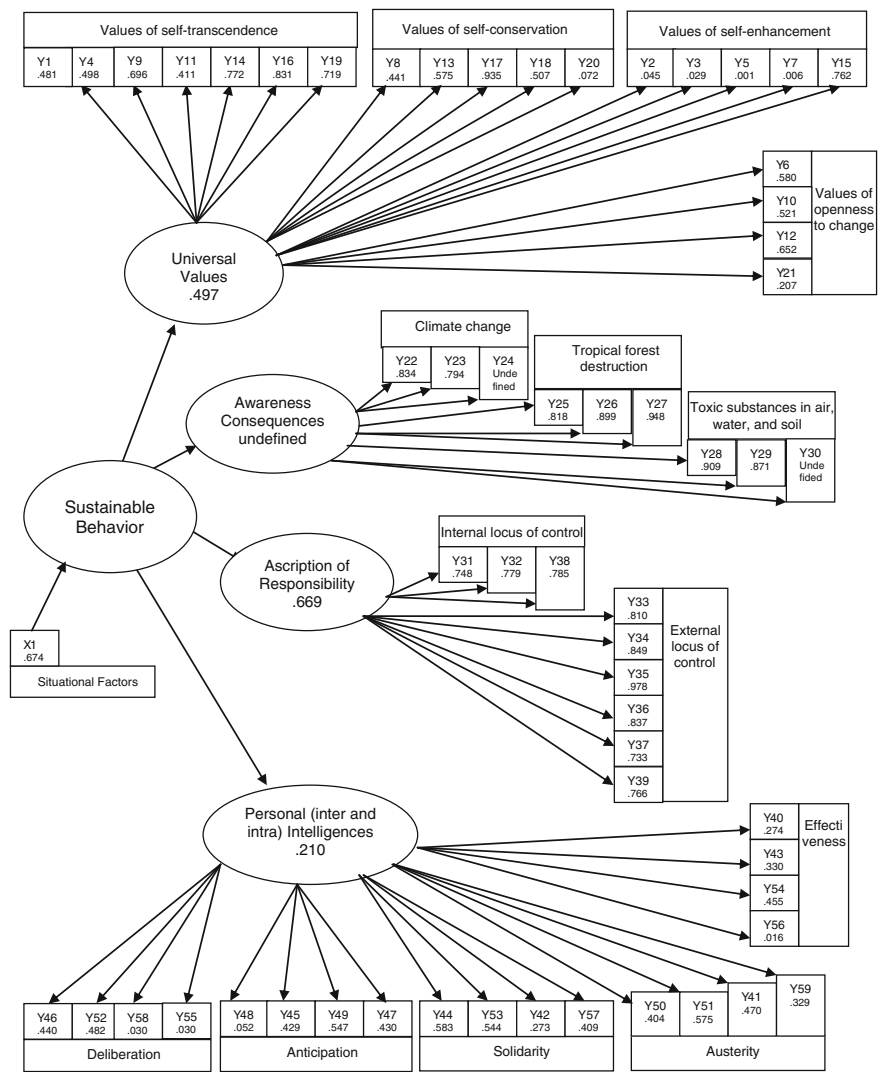 Values of self-transcendence
Y1 Y4 Y9 Y11 Y14 Y16 Y19
.481 .498 .696 .411 .772 .831 .719
Values of self-conservation
Y8 Y13 Y17 Y18 Y20
.441 .575 .935 .507 .072
Values of self-enhancement
Y2 Y3 Y5 Y7 Y15
.045 .029 .001 .006 .762
Y6
.580
Y10
.521
Y12
.652
Y21
.207
Values of
openness
to change
Universal
Values
.497
Climate change
Y22 Y23 Y24
.834 .794 Unde
fined
Tropical forest
destruction
Y25 Y26 Y27
.818 .899 .948
Toxic substances in air,
water, and soil
Y28 Y29 Y30
.909 .871 Unde
fided
Awareness
Consequences
undefined
Sustainable
Behavior
Internal locus of control
Y31 Y32 Y38
.748 .779 .785
Ascription of
Responsibility
.669
Y33
.810
Y34
.849
Y35
.978
Y36
.837
Y37
.733
Y39
.766
External
locus of
control
X1
.674
Situational Factors
Personal (inter and
intra) Intelligences
.210
Y40
.274
Y43
.330
Y54
.455
Y56
.016
Effecti
veness
Y46 Y52 Y58 Y55
.440 .482 .030 .030
Deliberation
Y48 Y45 Y49 Y47
.052 .429 .547 .430
Anticipation
Y44 Y53 Y42 Y57
.583 .544 .273 .409
Solidarity
Y50 Y51 Y41 Y59
.404 .575 .470 .329
Austerity